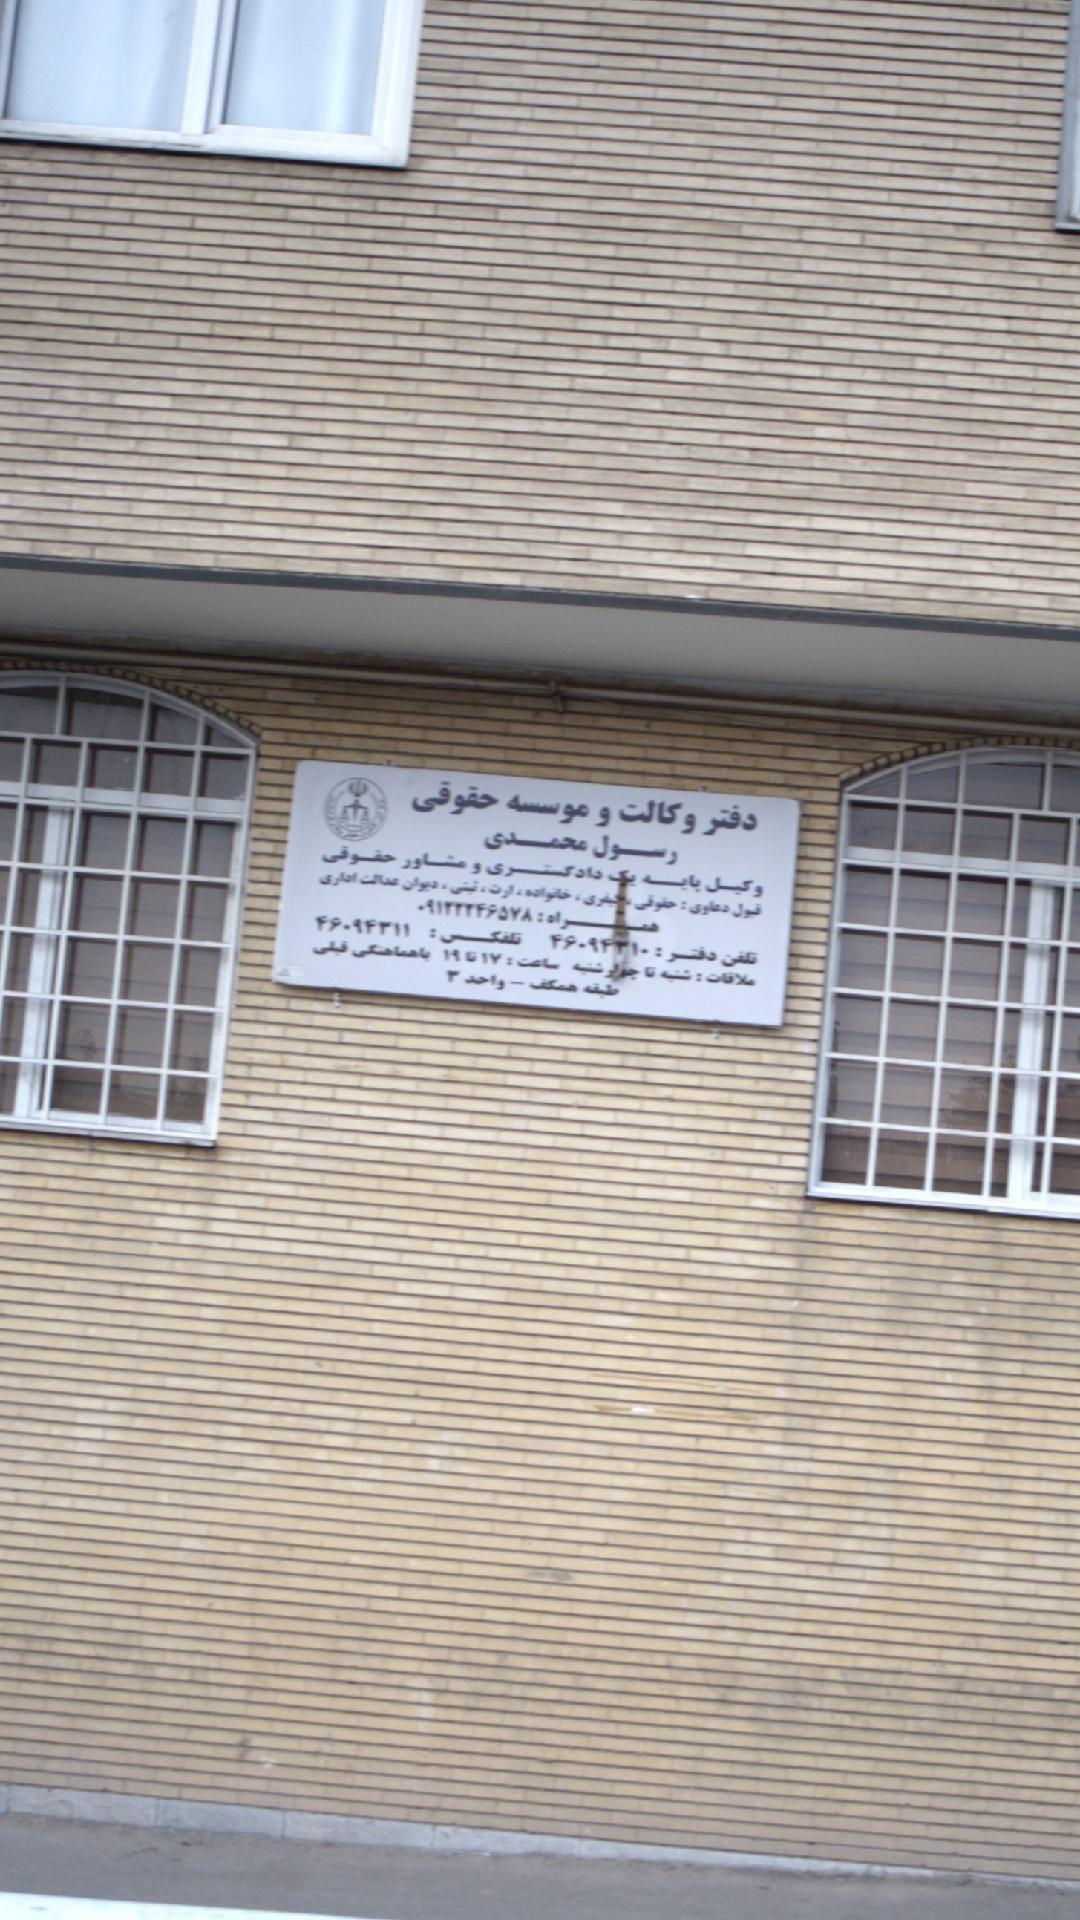 دفتر وکالت و موسسه حقوقی
رسول محمدی
وکیل پایه یک دادگستری و مشاور حقوقی
قبول دعاوی : حقوقی ، کیفری ، خانواده ، ارث ، ثبتی ، دیوان عدالت اداری
همراه : ۰۹۱۲۲۲۴۶۵۷۸
تلفن دفتر : ۴۶۰۹۴۳۱۰ تلفکس : ۴۶۰۹۴۳۱۱
ملاقات : شنبه تا چهارشنبه ساعت : ۱۷ تا ۱۹ باهماهنگی قبلی
طبقه همکف – واحد ۳